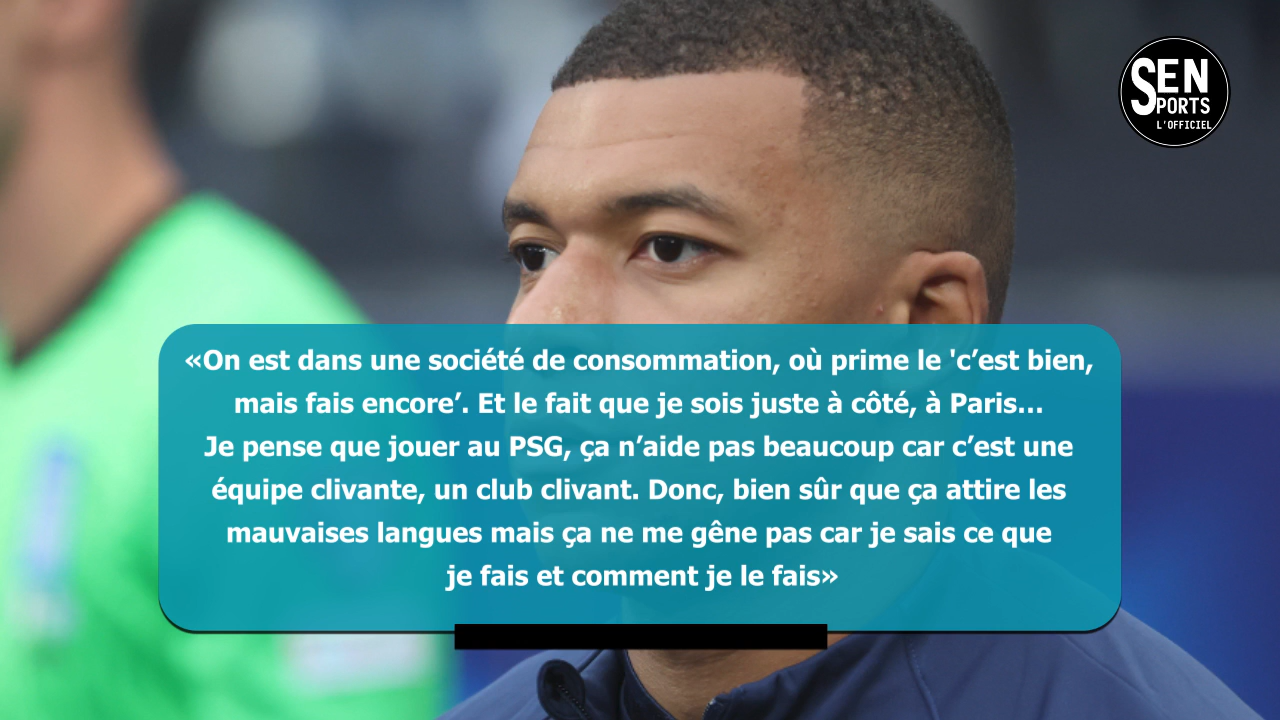 SEN
SPORTS
L'OFFICIEL
«On est dans une société de consommation, où prime le 'c’est bien,
mais fais encore’. Et le fait que je sois juste à côté, à Paris…
Je pense que jouer au PSG, ça n’aide pas beaucoup car c’est une
équipe clivante, un club clivant. Donc, bien sûr que ça attire les
mauvaises langues mais ça ne me gêne pas car je sais ce que
je fais et comment je le fais»